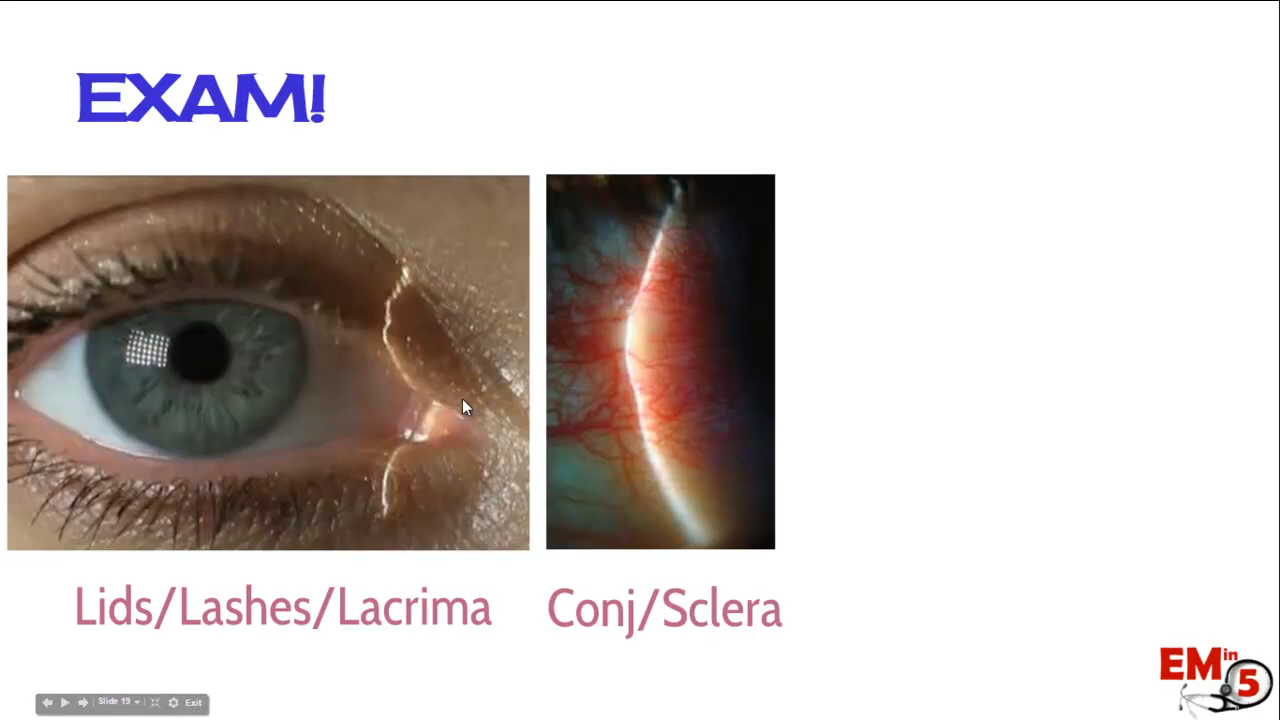 EXAM!
Lids/Lashes/Lacrima
Conj/Sclera
EM in 5
Slide 19
Exit